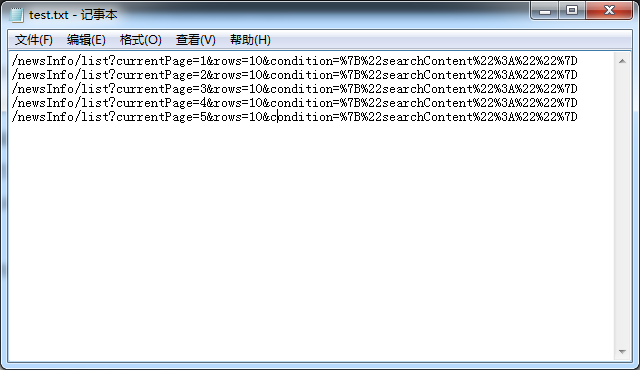 test.txt - 记事本
文件(F) 编辑(E) 格式(O) 查看(V) 帮助(H)
/newsInfo/list?currentPage=1&rows=10&condition=%7B%22searchContent%22%3A%22%22%7D
/newsInfo/list?currentPage=2&rows=10&condition=%7B%22searchContent%22%3A%22%22%7D
/newsInfo/list?currentPage=3&rows=10&condition=%7B%22searchContent%22%3A%22%22%7D
/newsInfo/list?currentPage=4&rows=10&condition=%7B%22searchContent%22%3A%22%22%7D
/newsInfo/list?currentPage=5&rows=10&condition=%7B%22searchContent%22%3A%22%22%7D